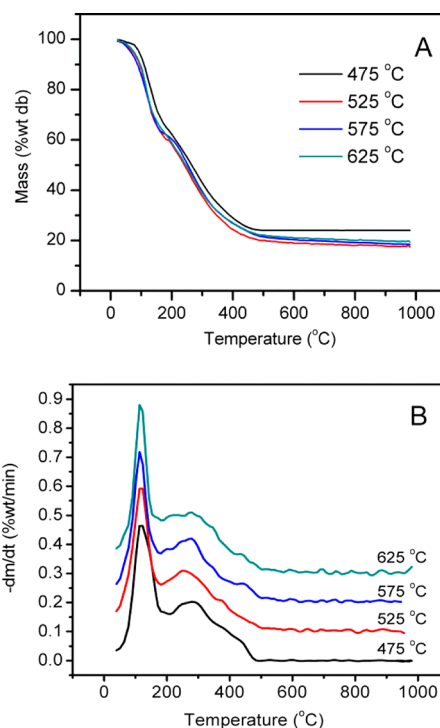 A
100
80
60
40
20
0
Mass (%wt db)
475 °C
525 °C
575 °C
625 °C
0 200 400 600 800 1000
Temperature (°C)
B
0.9
0.8
0.7
0.6
0.5
0.4
0.3
0.2
0.1
0.0
-dm/dt (%wt/min)
625 °C
575 °C
525 °C
475 °C
0 200 400 600 800 1000
Temperature (°C)